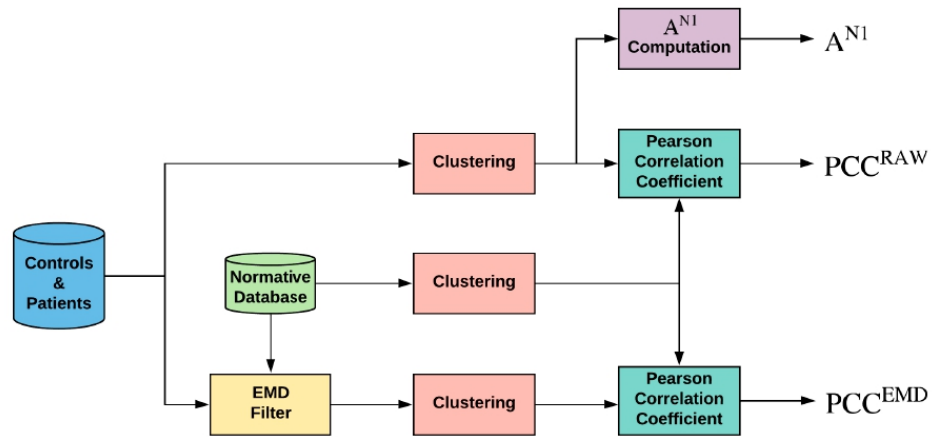 A^N1
Computation
A^N1
Clustering
Pearson
Correlation
Coefficient
PCC^RAW
Controls
&
Patients
Normative
Database
Clustering
EMD
Filter
Clustering
Pearson
Correlation
Coefficient
PCC^EMD